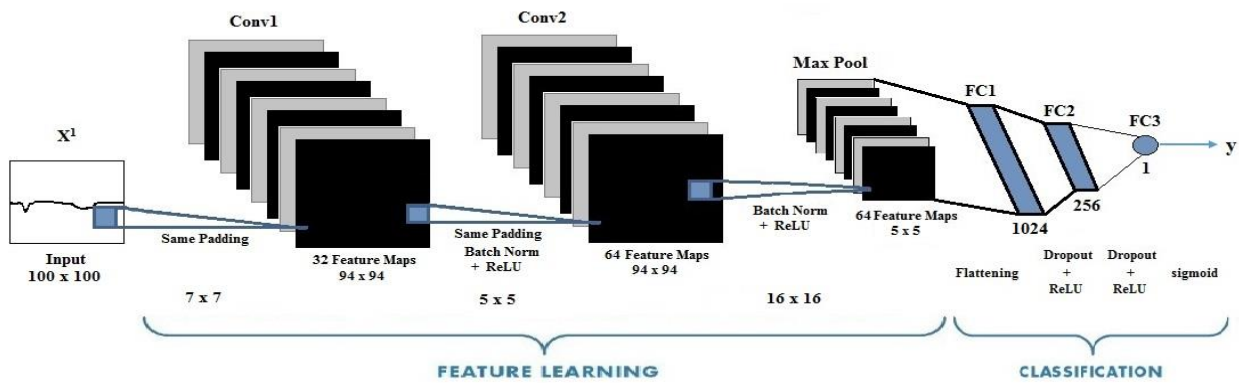 Conv1
Conv2
Max Pool
FC1
FC2
FC3
X¹
y
1
256
1024
Input
100 x 100
Same Padding
32 Feature Maps
94 x 94
Same Padding
Batch Norm
+ ReLU
64 Feature Maps
94 x 94
Batch Norm
+ ReLU
64 Feature Maps
5 x 5
Flattening
Dropout
+
ReLU
Dropout
+
ReLU
sigmoid
7 x 7
5 x 5
16 x 16
FEATURE LEARNING
CLASSIFICATION